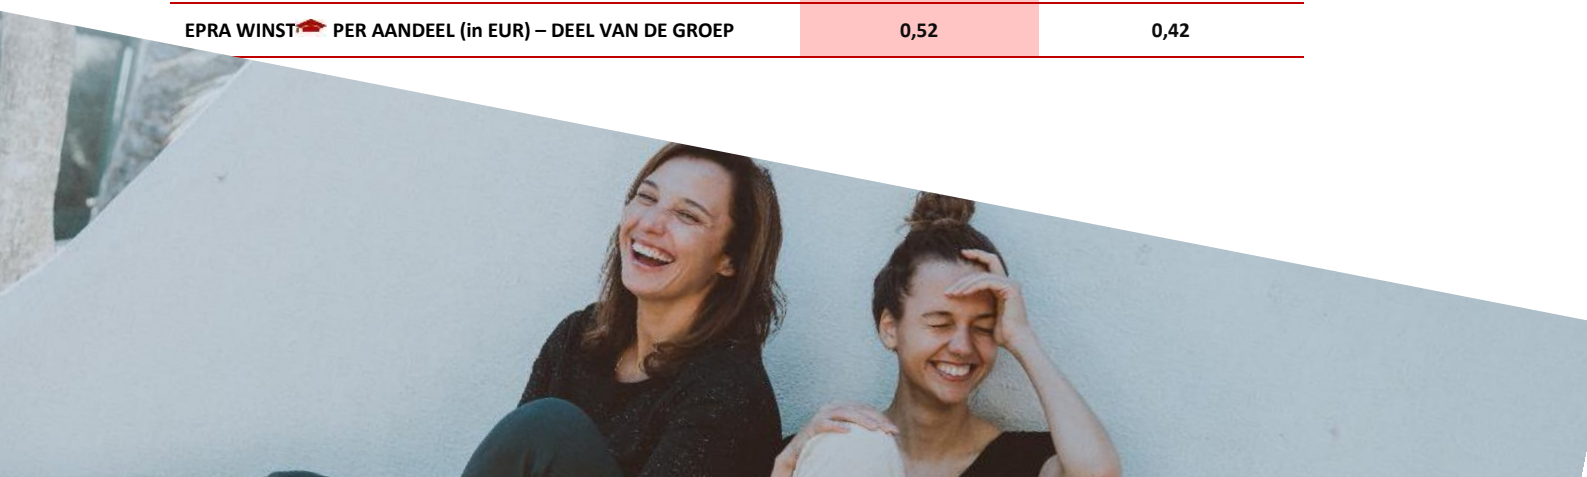 EPRA WINST PER AANDEEL (in EUR) – DEEL VAN DE GROEP 0,52 0,42